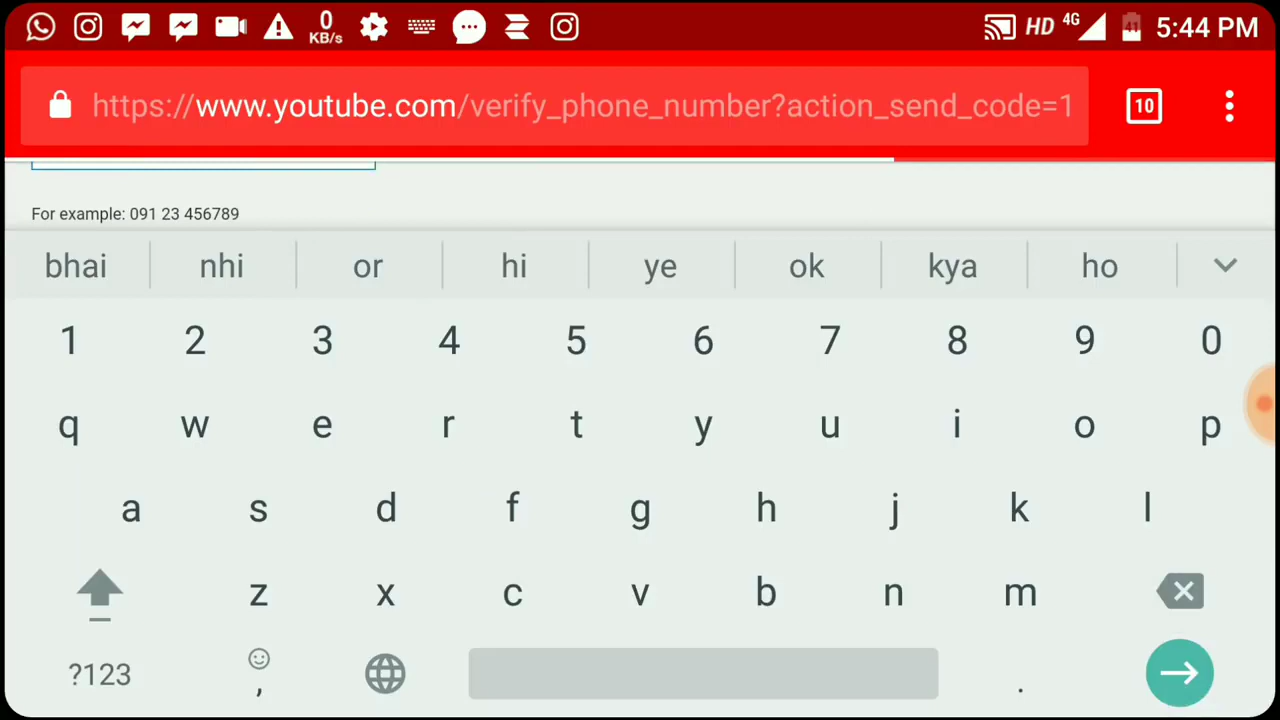 0
KB/s
HD 4G 41 5:44 PM
https://www.youtube.com/verify_phone_number?action_send_code=1 10
For example: 091 23 456789
bhai nhi or hi ye ok kya ho
1 2 3 4 5 6 7 8 9 0
q w e r t y u i o p
a s d f g h j k l
z x c v b n m
?123 , .